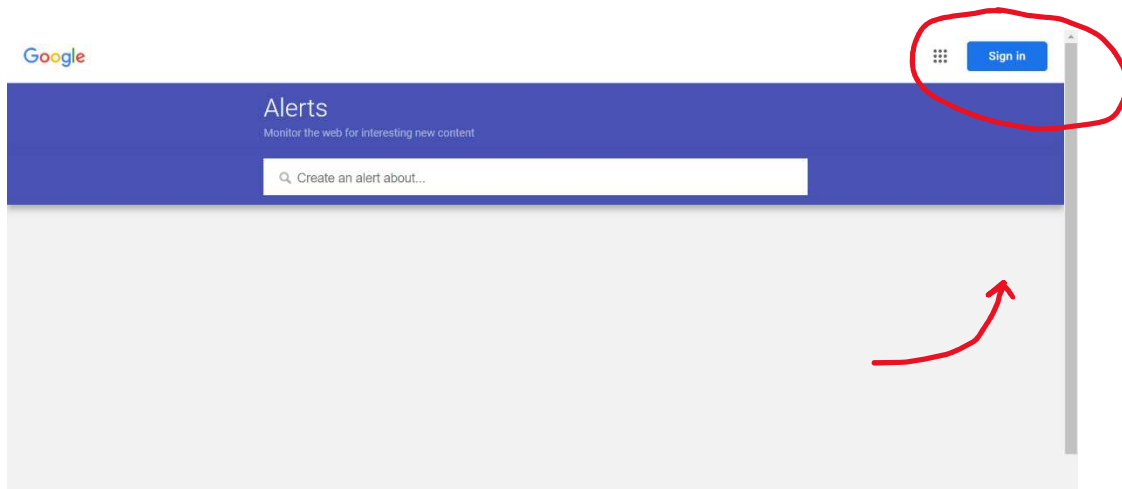 Google
Sign in
Alerts
Monitor the web for interesting new content
Create an alert about...